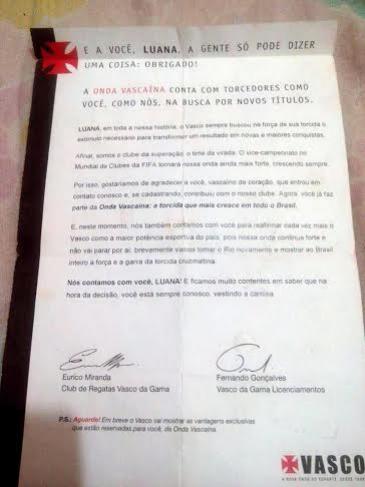 E A VOCÊ, LUANA, A GENTE SÓ PODE DIZER
UMA COISA: OBRIGADO!
A ONDA VASCAÍNA CONTA COM TORCEDORES COMO
VOCÊ, COMO NÓS, NA BUSCA POR NOVOS TÍTULOS.
LUANA, em toda a nossa história, o Vasco sempre buscou na força de sua torcida o
estímulo necessário para transformar um resultado em novas e maiores conquistas.
Afinal, somos o clube da superação, o time da virada. O vice-campeonato no
Mundial de Clubes da FIFA tornará nossa onda ainda mais forte, crescendo sempre.
Por isso, gostaríamos de agradecer a você, vascaíno de coração, que entrou em
contato conosco e, se cadastrando, contribuiu com o nosso clube. Agora, você já faz
parte da Onda Vascaína: a torcida que mais cresce em todo o Brasil.
E, neste momento, nós também contamos com você para reafirmar cada vez mais o
Vasco como a maior potência esportiva do país, pois nossa onda continua forte e
não vai parar por aí, brevemente vamos tomar o Rio novamente e mostrar ao Brasil
inteiro a força e a garra da torcida cruzmaltina.
Nós contamos com você, LUANA! E ficamos muito contentes em saber que na
hora da decisão, você está sempre conosco, vestindo a camisa.
Eurico Miranda
Club de Regatas Vasco da Gama
Fernando Gonçalves
Vasco da Gama Licenciamentos
P.S.: Aguarde! Em breve o Vasco vai mostrar as vantagens exclusivas
que estão reservadas para você, da Onda Vascaína.
VASCO